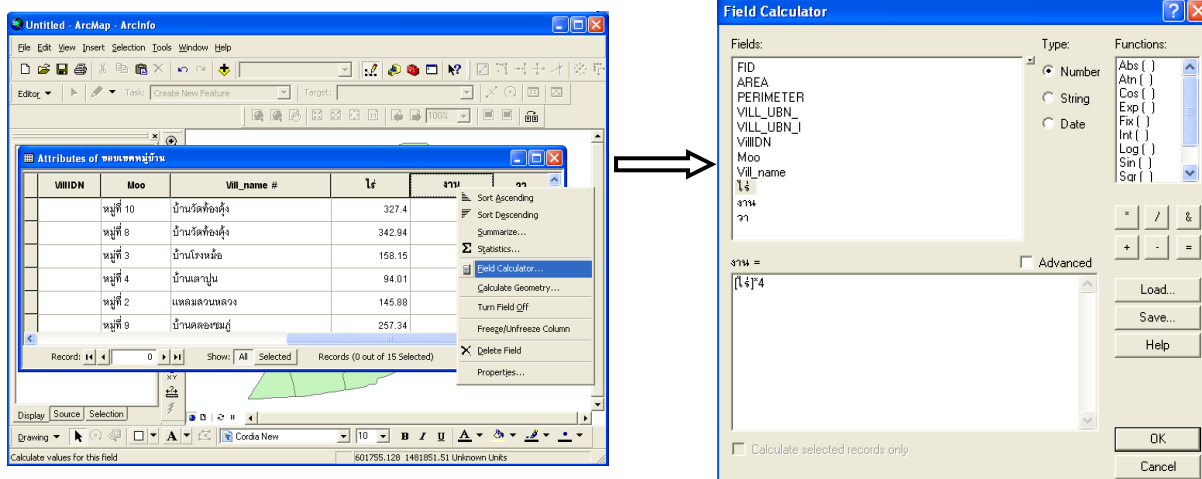 Untitled - ArcMap - ArcInfo
File Edit View Insert Selection Tools Window Help
Editor Task: Create New Feature Target:
100%
Attributes of ขอบเขตหมู่บ้าน
VillIDN Moo Vill_name # ไร่ งาน วา
หมู่ที่ 10 บ้านวัดท้องคุ้ง 327.4
หมู่ที่ 8 บ้านวัดท้องคุ้ง 342.94
หมู่ที่ 3 บ้านโรงหม้อ 158.15
หมู่ที่ 4 บ้านเตาปูน 94.01
หมู่ที่ 2 แหลมสวนหลวง 145.88
หมู่ที่ 9 บ้านคลองชมภู่ 257.34
Sort Ascending
Sort Descending
Summarize...
Σ Statistics...
Field Calculator...
Calculate Geometry...
Turn Field Off
Freeze/Unfreeze Column
Delete Field
Properties...
Record: 0 Show: All Selected Records (0 out of 15 Selected)
Display Source Selection
Drawing A Cordia New 10 B I U A
Calculate values for this field 601755.128 1481851.51 Unknown Units
Field Calculator
Fields: Type: Functions:
FID
AREA
PERIMETER
VILL_UBN_
VILL_UBN_I
VillIDN
Moo
Vill_name
ไร่
งาน
วา
Number
String
Date
Abs ( )
Atn ( )
Cos ( )
Exp ( )
Fix ( )
Int ( )
Log ( )
Sin ( )
Sqr ( )
* / &
+ - =
งาน = Advanced
[ไร่]*4
Load...
Save...
Help
Calculate selected records only
OK
Cancel